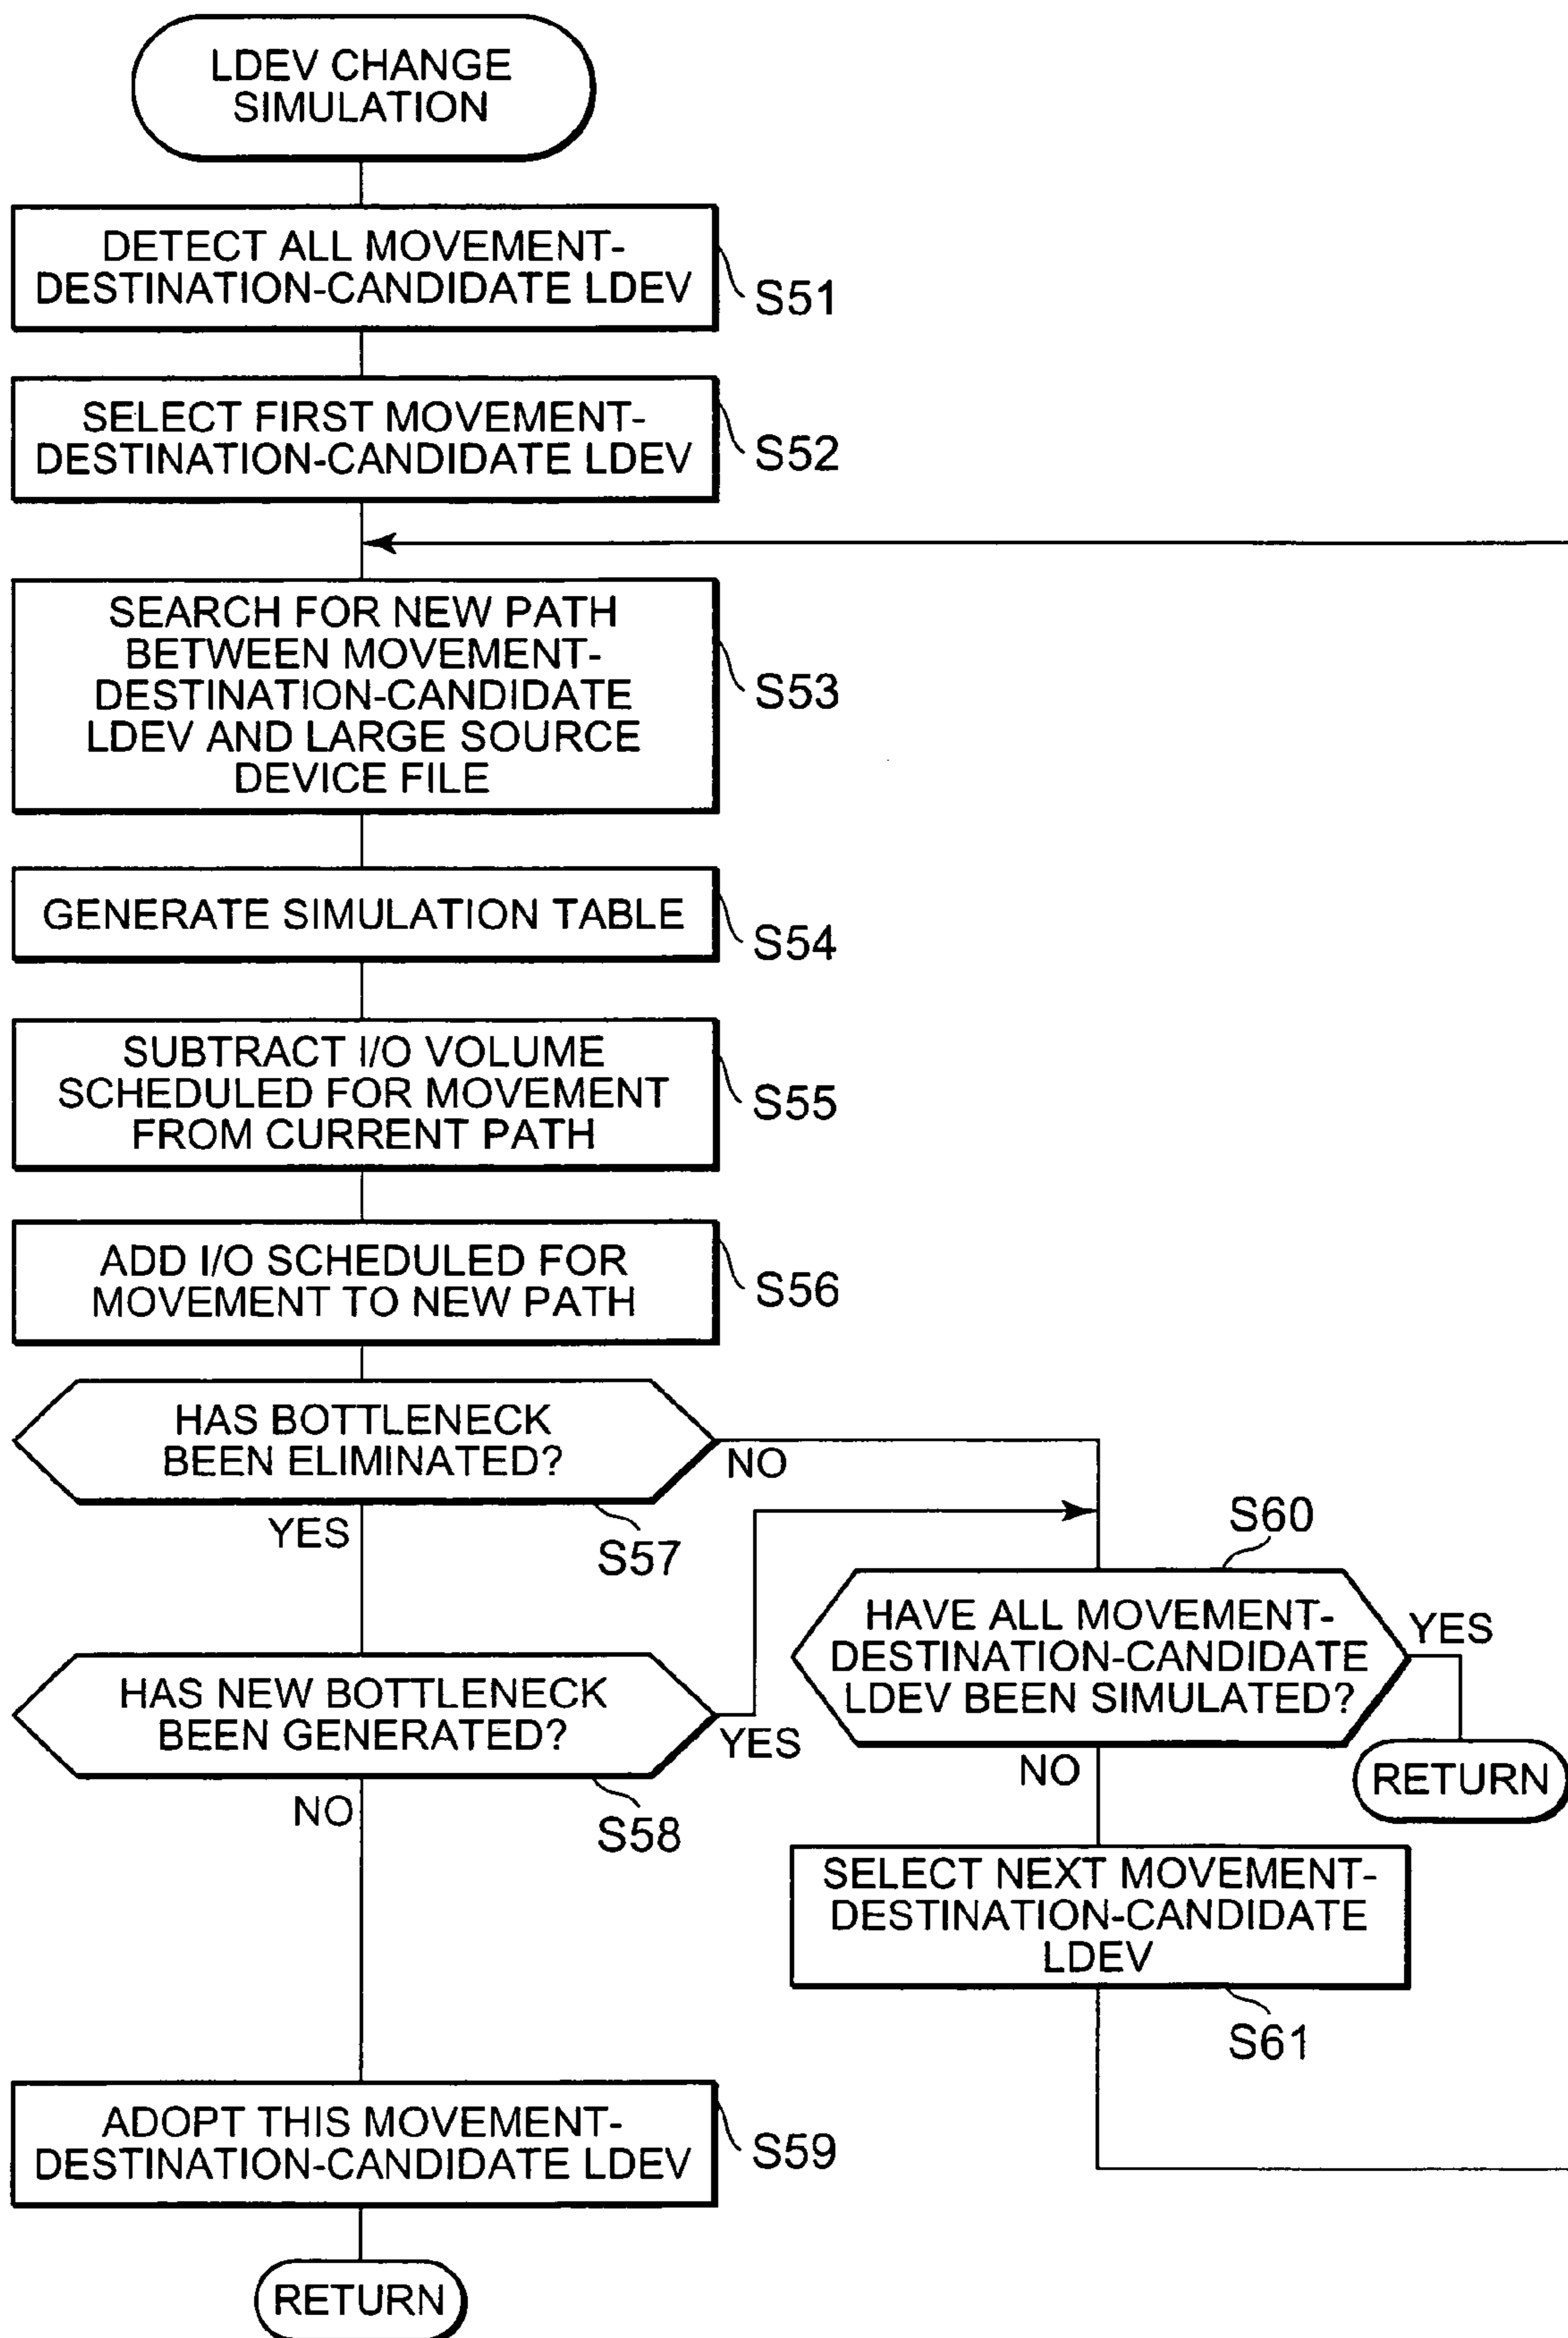 LDEV CHANGE
SIMULATION
DETECT ALL MOVEMENT-
DESTINATION-CANDIDATE LDEV
S51
SELECT FIRST MOVEMENT-
DESTINATION-CANDIDATE LDEV
S52
SEARCH FOR NEW PATH
BETWEEN MOVEMENT-
DESTINATION-CANDIDATE
LDEV AND LARGE SOURCE
DEVICE FILE
S53
GENERATE SIMULATION TABLE
S54
SUBTRACT I/O VOLUME
SCHEDULED FOR MOVEMENT
FROM CURRENT PATH
S55
ADD I/O SCHEDULED FOR
MOVEMENT TO NEW PATH
S56
HAS BOTTLENECK
BEEN ELIMINATED?
NO
YES
S57
HAS NEW BOTTLENECK
BEEN GENERATED?
YES
NO
S58
S60
HAVE ALL MOVEMENT-
DESTINATION-CANDIDATE
LDEV BEEN SIMULATED?
YES
RETURN
NO
SELECT NEXT MOVEMENT-
DESTINATION-CANDIDATE
LDEV
S61
ADOPT THIS MOVEMENT-
DESTINATION-CANDIDATE LDEV
S59
RETURN